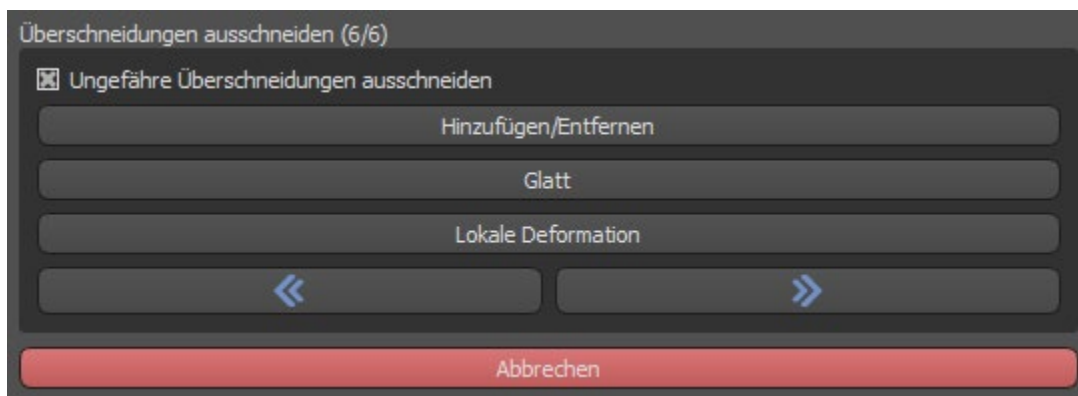 Überschneidungen ausschneiden (6/6)
Ungefähre Überschneidungen ausschneiden
Hinzufügen/Entfernen
Glatt
Lokale Deformation
Abbrechen